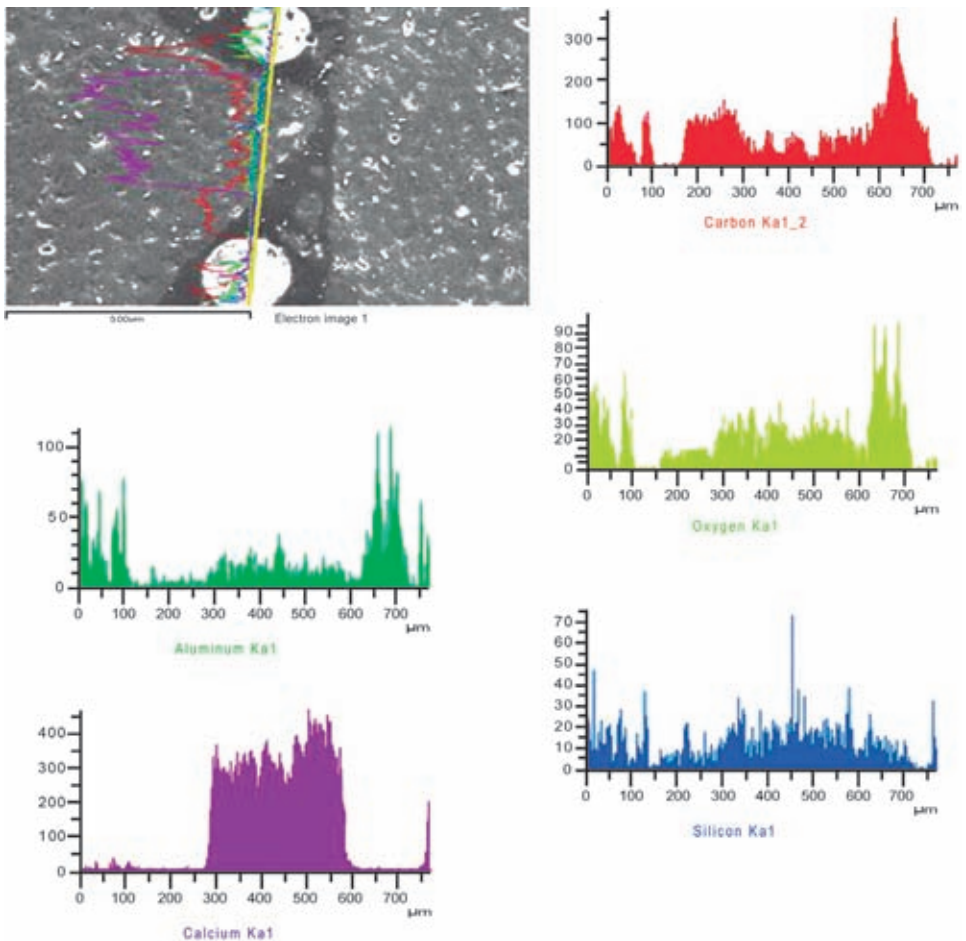 300
200
100
0
0 100 200 300 400 500 600 700
µm
Carbon Ka1_2
500µm Electron image 1
90
80
70
60
50
40
30
20
10
0
0 100 200 300 400 500 600 700
µm
Oxygen Ka1
100
50
0
0 100 200 300 400 500 600 700
µm
Aluminum Ka1
70
60
50
40
30
20
10
0
0 100 200 300 400 500 600 700
µm
Silicon Ka1
400
300
200
100
0
0 100 200 300 400 500 600 700
µm
Calcium Ka1